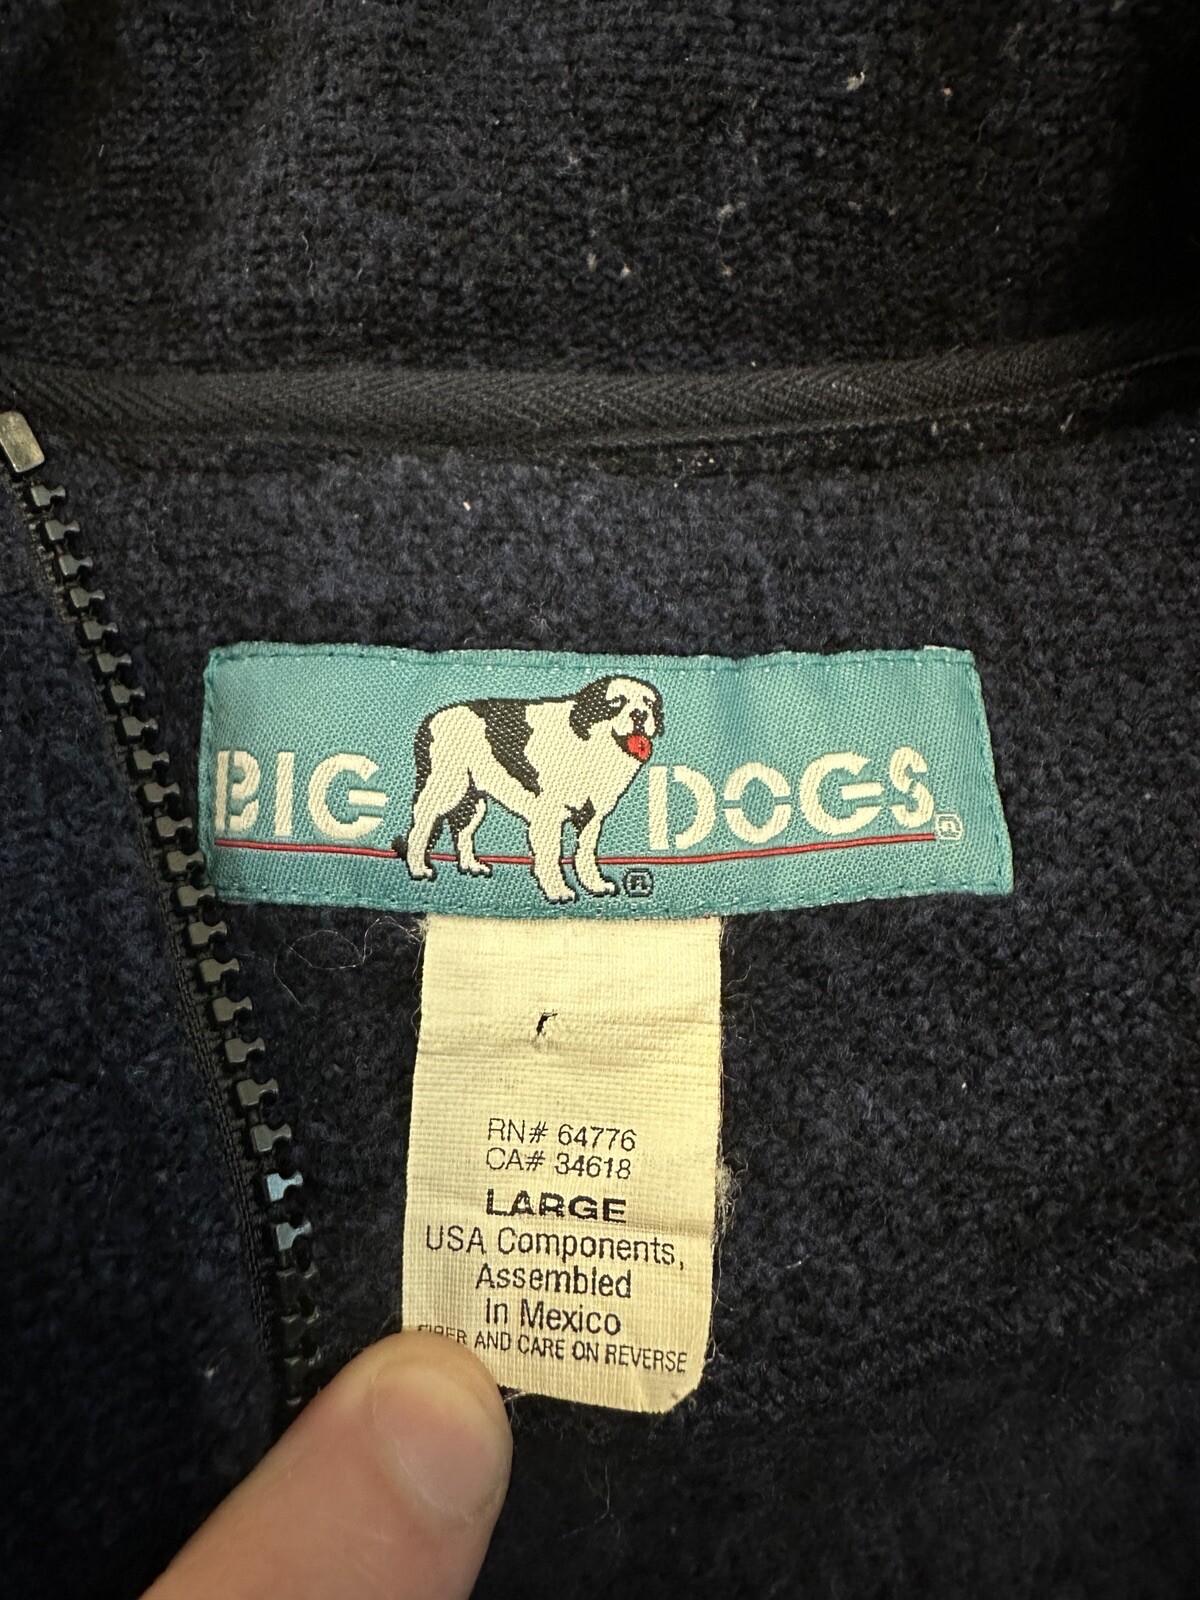 BIG DOGS®
®
RN# 64776
CA# 34618
LARGE
USA Components,
Assembled
In Mexico
FIBER AND CARE ON REVERSE